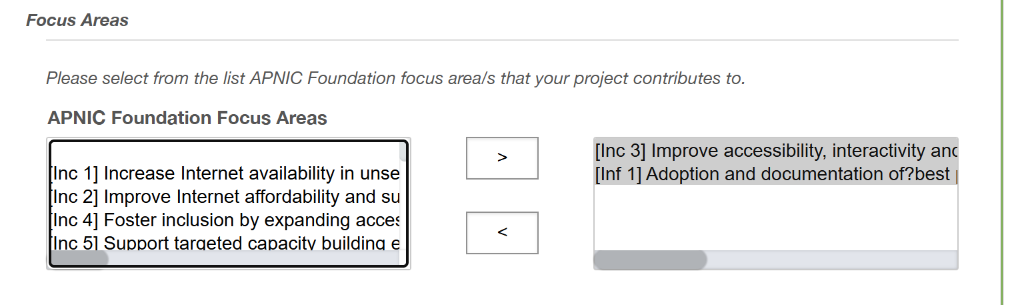 Focus Areas
Please select from the list APNIC Foundation focus area/s that your project contributes to.
APNIC Foundation Focus Areas
[Inc 1] Increase Internet availability in unse
[Inc 2] Improve Internet affordability and su
[Inc 4] Foster inclusion by expanding acces
[Inc 5] Support targeted capacity building e
>
<
[Inc 3] Improve accessibility, interactivity and
[Inf 1] Adoption and documentation of?best